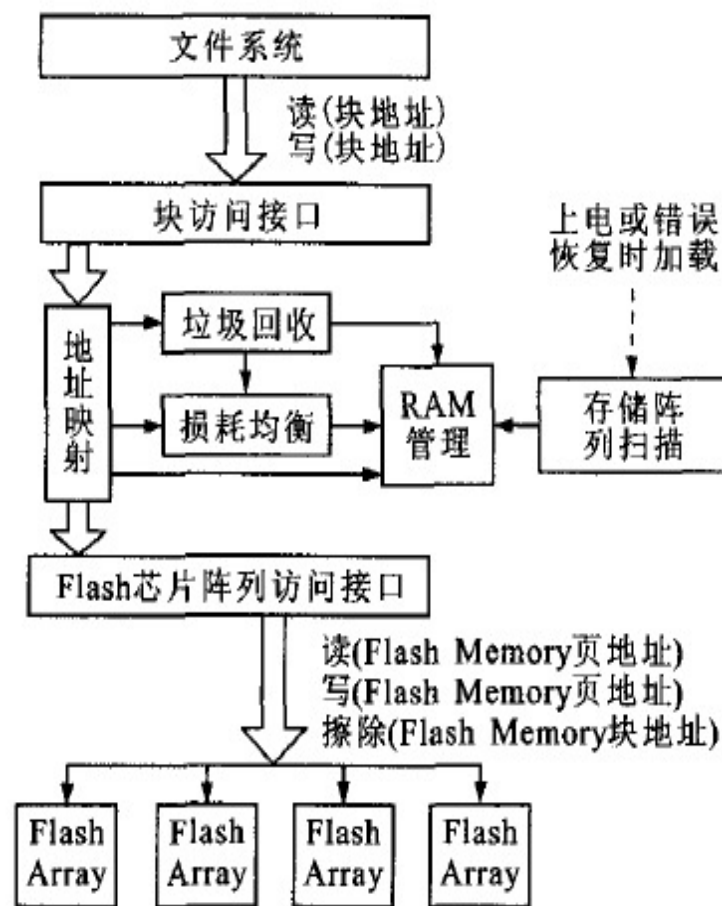 文件系统
读(块地址)
写(块地址)
块访问接口
上电或错误
恢复时加载
地址映射
垃圾回收
损耗均衡
RAM
管理
存储阵
列扫描
Flash芯片阵列访问接口
读(Flash Memory页地址)
写(Flash Memory页地址)
擦除(Flash Memory块地址)
Flash
Array
Flash
Array
Flash
Array
Flash
Array